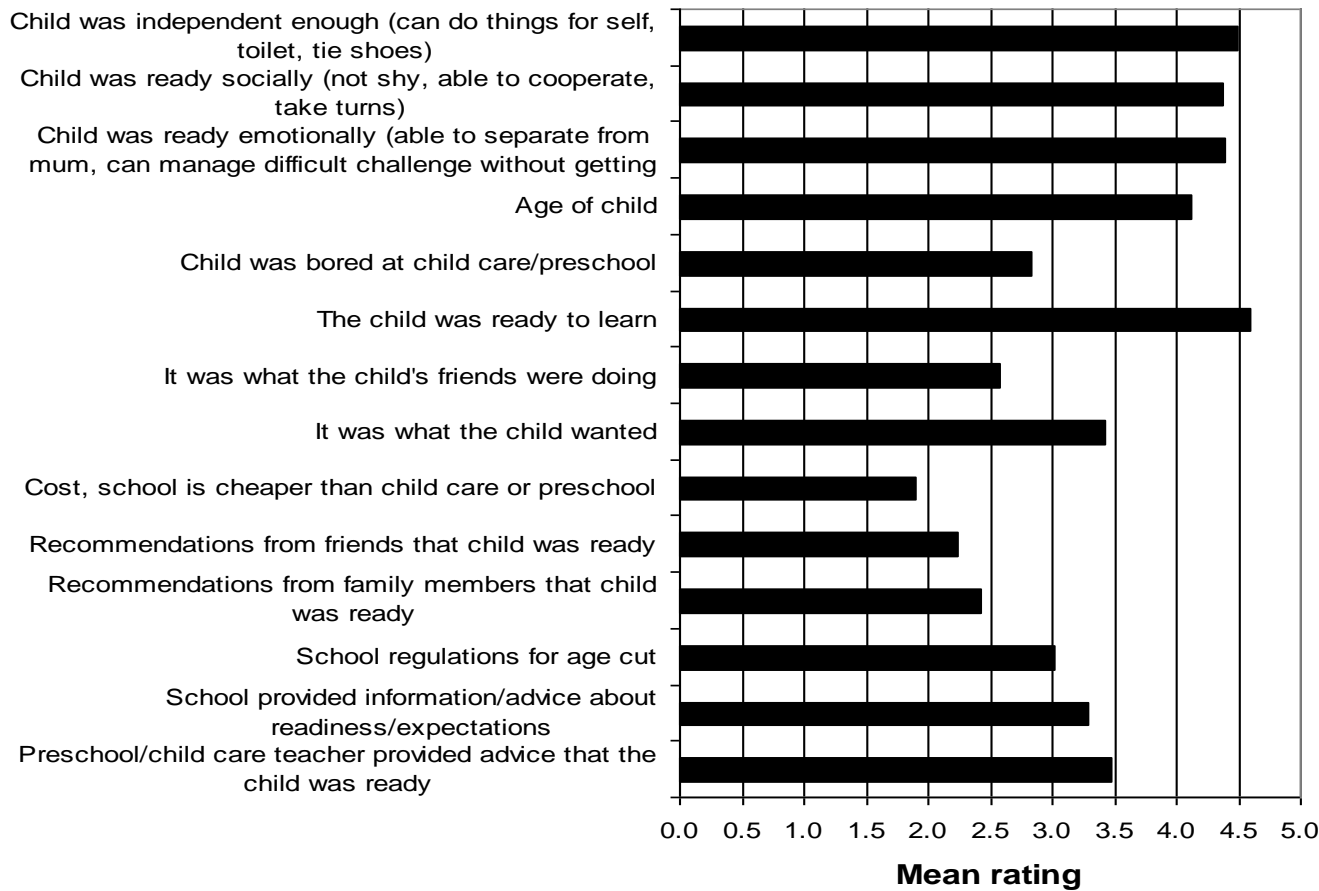 Child was independent enough (can do things for self,
toilet, tie shoes)
Child was ready socially (not shy, able to cooperate,
take turns)
Child was ready emotionally (able to separate from
mum, can manage difficult challenge without getting
Age of child
Child was bored at child care/preschool
The child was ready to learn
It was what the child's friends were doing
It was what the child wanted
Cost, school is cheaper than child care or preschool
Recommendations from friends that child was ready
Recommendations from family members that child
was ready
School regulations for age cut
School provided information/advice about
readiness/expectations
Preschool/child care teacher provided advice that the
child was ready
0.0 0.5 1.0 1.5 2.0 2.5 3.0 3.5 4.0 4.5 5.0
Mean rating